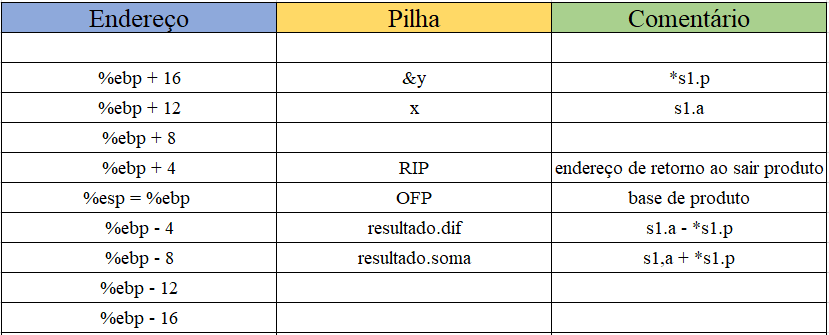 Endereço Pilha Comentário
%ebp + 16 &y *s1.p
%ebp + 12 x s1.a
%ebp + 8
%ebp + 4 RIP endereço de retorno ao sair produto
%esp = %ebp OFP base de produto
%ebp - 4 resultado.dif s1.a - *s1.p
%ebp - 8 resultado.soma s1,a + *s1.p
%ebp - 12
%ebp - 16